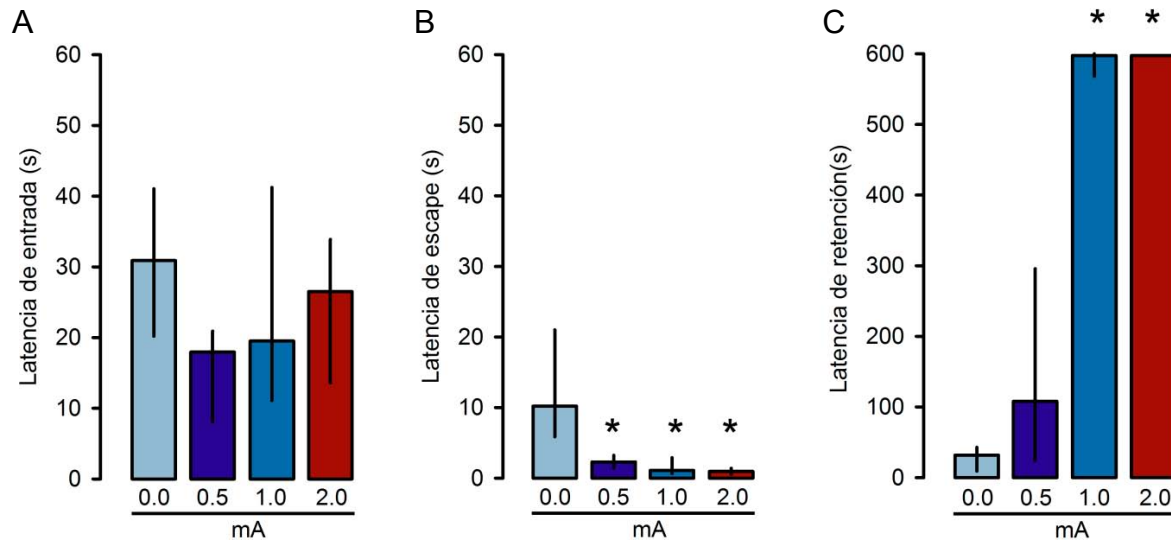 A
Latencia de entrada (s)
60
50
40
30
20
10
0
0.0 0.5 1.0 2.0
mA
B
Latencia de escape (s)
60
50
40
30
20
10
0
* * *
0.0 0.5 1.0 2.0
mA
C
Latencia de retención(s)
* *
600
500
600
300
200
100
0
0.0 0.5 1.0 2.0
mA